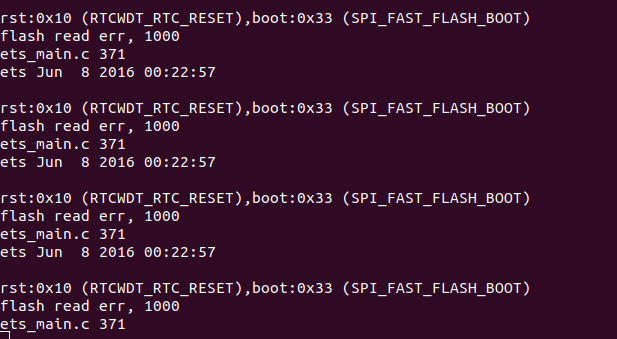 rst:0x10 (RTCWDT_RTC_RESET),boot:0x33 (SPI_FAST_FLASH_BOOT)
flash read err, 1000
ets_main.c 371
ets Jun  8 2016 00:22:57
rst:0x10 (RTCWDT_RTC_RESET),boot:0x33 (SPI_FAST_FLASH_BOOT)
flash read err, 1000
ets_main.c 371
ets Jun  8 2016 00:22:57
rst:0x10 (RTCWDT_RTC_RESET),boot:0x33 (SPI_FAST_FLASH_BOOT)
flash read err, 1000
ets_main.c 371
ets Jun  8 2016 00:22:57
rst:0x10 (RTCWDT_RTC_RESET),boot:0x33 (SPI_FAST_FLASH_BOOT)
flash read err, 1000
ets_main.c 371